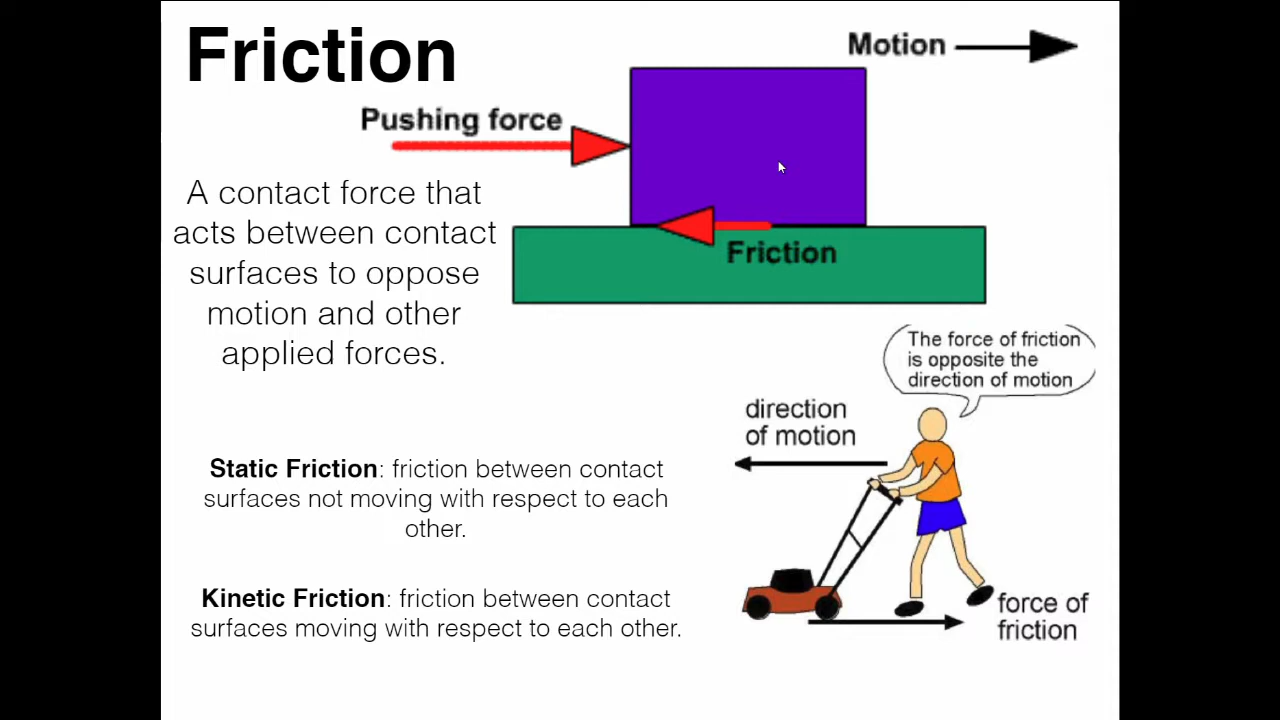 Friction
Motion
Pushing force
A contact force that
acts between contact
surfaces to oppose
motion and other
applied forces.
Friction
The force of friction
is opposite the
direction of motion
direction
of motion
Static Friction: friction between contact
surfaces not moving with respect to each
other.
Kinetic Friction: friction between contact
surfaces moving with respect to each other.
force of
friction